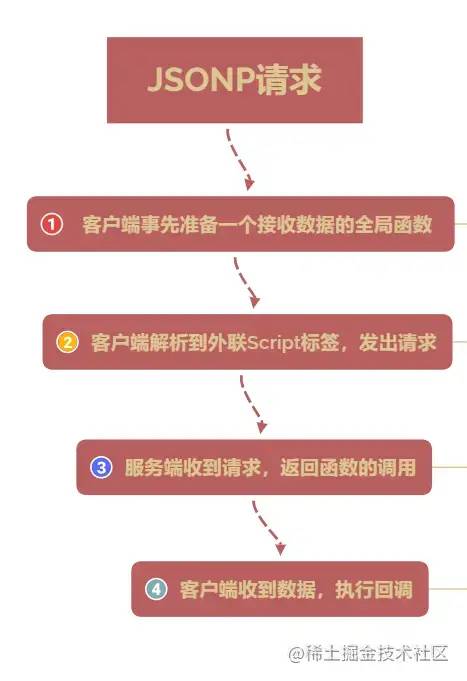 JSONP请求
1 客户端事先准备一个接收数据的全局函数
2 客户端解析到外联Script标签，发出请求
3 服务端收到请求，返回函数的调用
4 客户端收到数据，执行回调
@稀土掘金技术社区